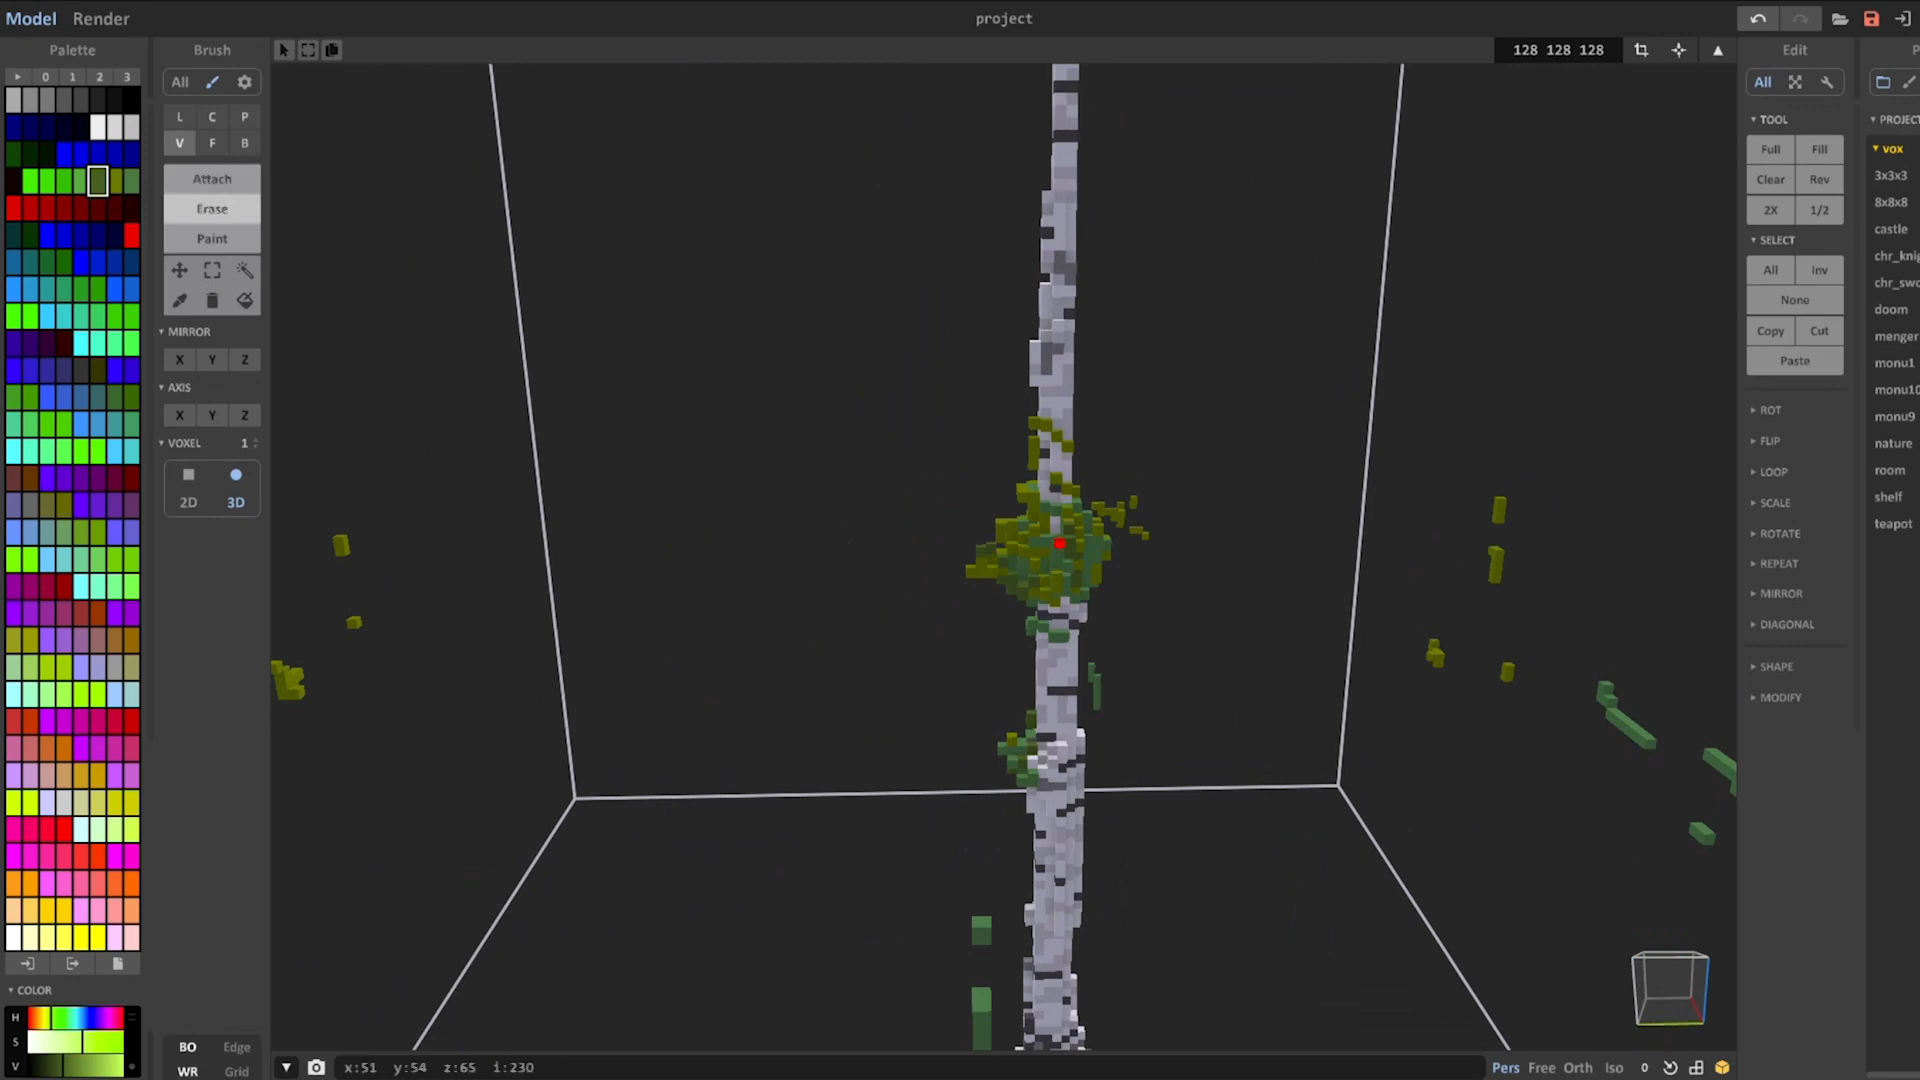 Model Render
project
Palette
Brush
128 128 128
Edit
0 1 2 3
All
All
L C P
V F B
TOOL
PROJECT
Full Fill
vox
Attach
Clear Rev
3x3x3
Erase
2X 1/2
8x8x8
Paint
SELECT
castle
All Inv
chr_knig
None
chr_swo
MIRROR
Copy Cut
doom
X Y Z
Paste
menger
AXIS
monu1
X Y Z
ROT
monu10
VOXEL 1
FLIP
monu9
nature
2D 3D
LOOP
room
SCALE
shelf
ROTATE
teapot
REPEAT
MIRROR
DIAGONAL
SHAPE
MODIFY
COLOR
H
S
V
BO Edge
WR Grid
x:51 y:54 z:65 i:230
Pers Free Orth Iso 0